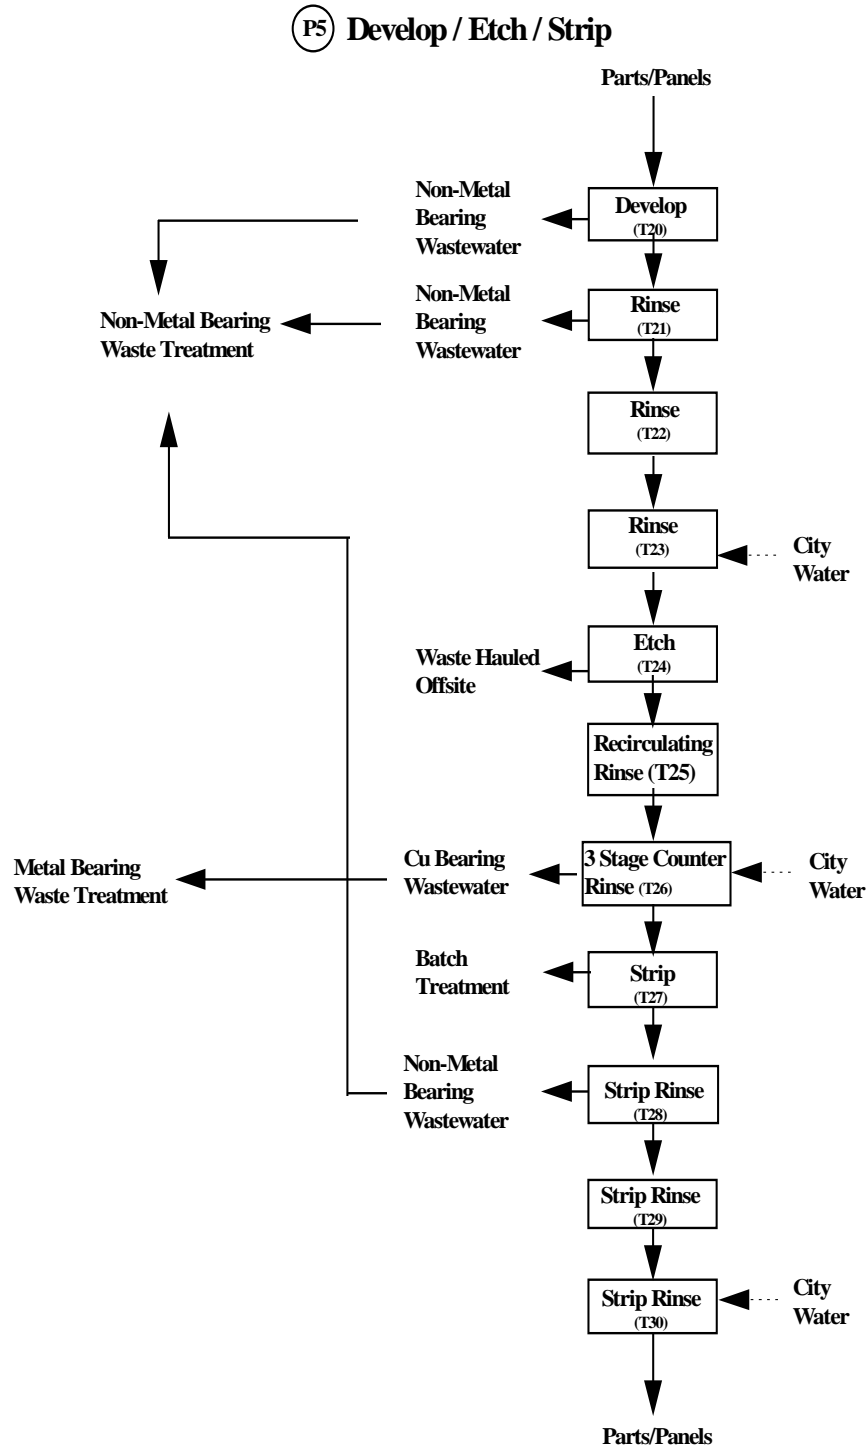 P5 Develop / Etch / Strip
Parts/Panels
Non-Metal
Bearing
Wastewater
Develop
(T20)
Non-Metal Bearing
Waste Treatment
Non-Metal
Bearing
Wastewater
Rinse
(T21)
Rinse
(T22)
Rinse
(T23)
City
Water
Waste Hauled
Offsite
Etch
(T24)
Recirculating
Rinse (T25)
Metal Bearing
Waste Treatment
Cu Bearing
Wastewater
3 Stage Counter
Rinse (T26)
City
Water
Batch
Treatment
Strip
(T27)
Non-Metal
Bearing
Wastewater
Strip Rinse
(T28)
Strip Rinse
(T29)
Strip Rinse
(T30)
City
Water
Parts/Panels